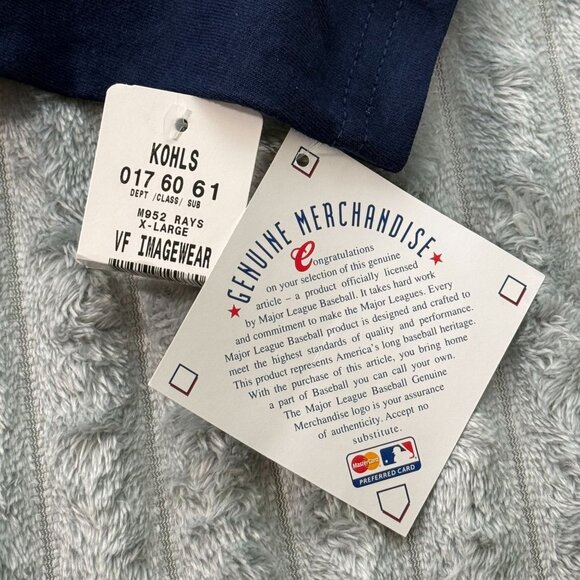 KOHLS
017 60 61
DEPT /CLASS/ SUB
M952 RAYS
X-LARGE
VF IMAGEWEAR
GENUINE MERCHANDISE
Congratulations
on your selection of this genuine
article – a product officially licensed
by Major League Baseball. It takes hard work
and commitment to make the Major Leagues. Every
Major League Baseball product is designed and crafted to
meet the highest standards of quality and performance.
This product represents America's long baseball heritage.
With the purchase of this article, you bring home
a part of Baseball you can call your own.
The Major League Baseball Genuine
Merchandise logo is your assurance
of authenticity. Accept no
substitute.
MasterCard
PREFERRED CARD